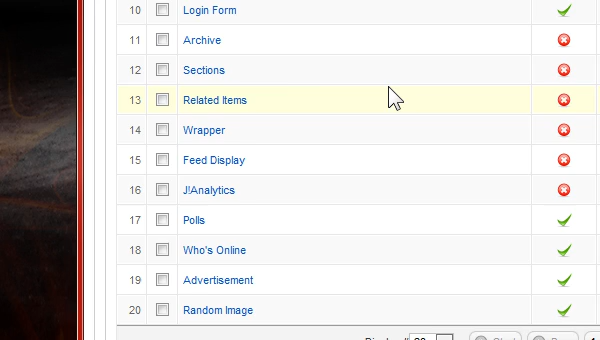 10 Login Form
11 Archive
12 Sections
13 Related Items
14 Wrapper
15 Feed Display
16 J!Analytics
17 Polls
18 Who's Online
19 Advertisement
20 Random Image